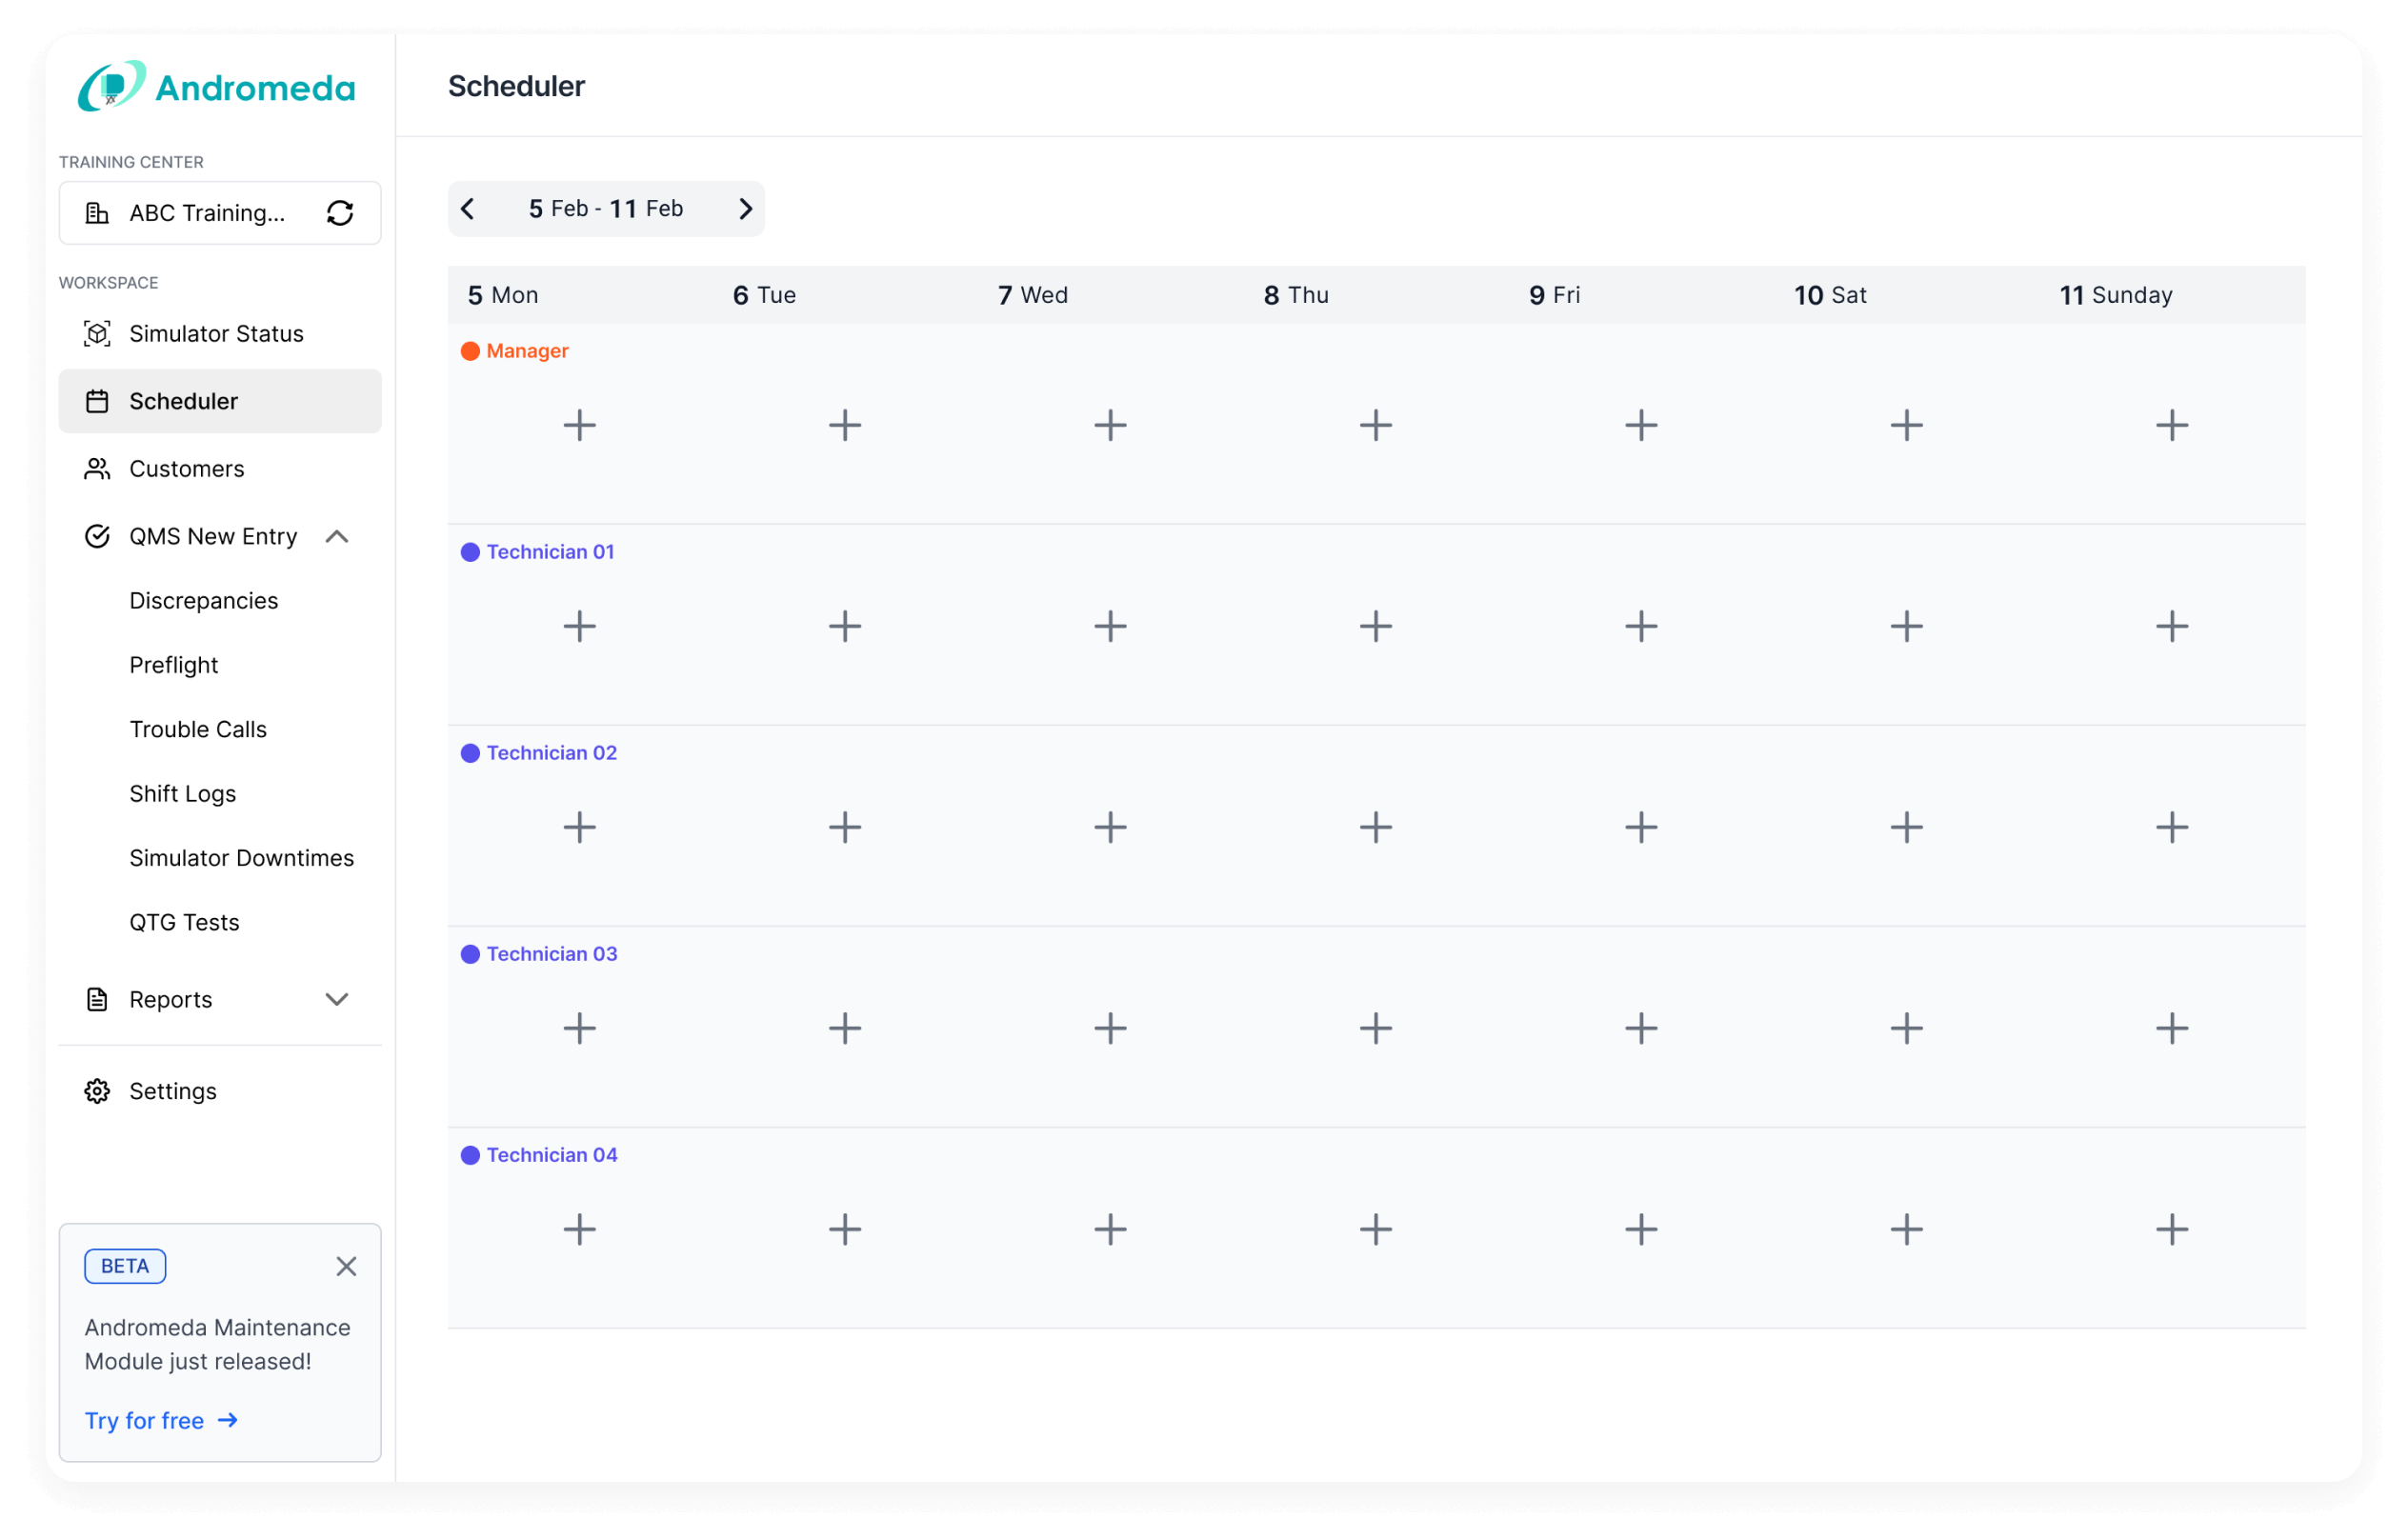 Andromeda
TRAINING CENTER
ABC Training...
WORKSPACE
Simulator Status
Scheduler
Customers
QMS New Entry
Discrepancies
Preflight
Trouble Calls
Shift Logs
Simulator Downtimes
QTG Tests
Reports
Settings
BETA
Andromeda Maintenance
Module just released!
Try for free
Scheduler
5 Feb - 11 Feb
5 Mon 6 Tue 7 Wed 8 Thu 9 Fri 10 Sat 11 Sunday
Manager
Technician 01
Technician 02
Technician 03
Technician 04